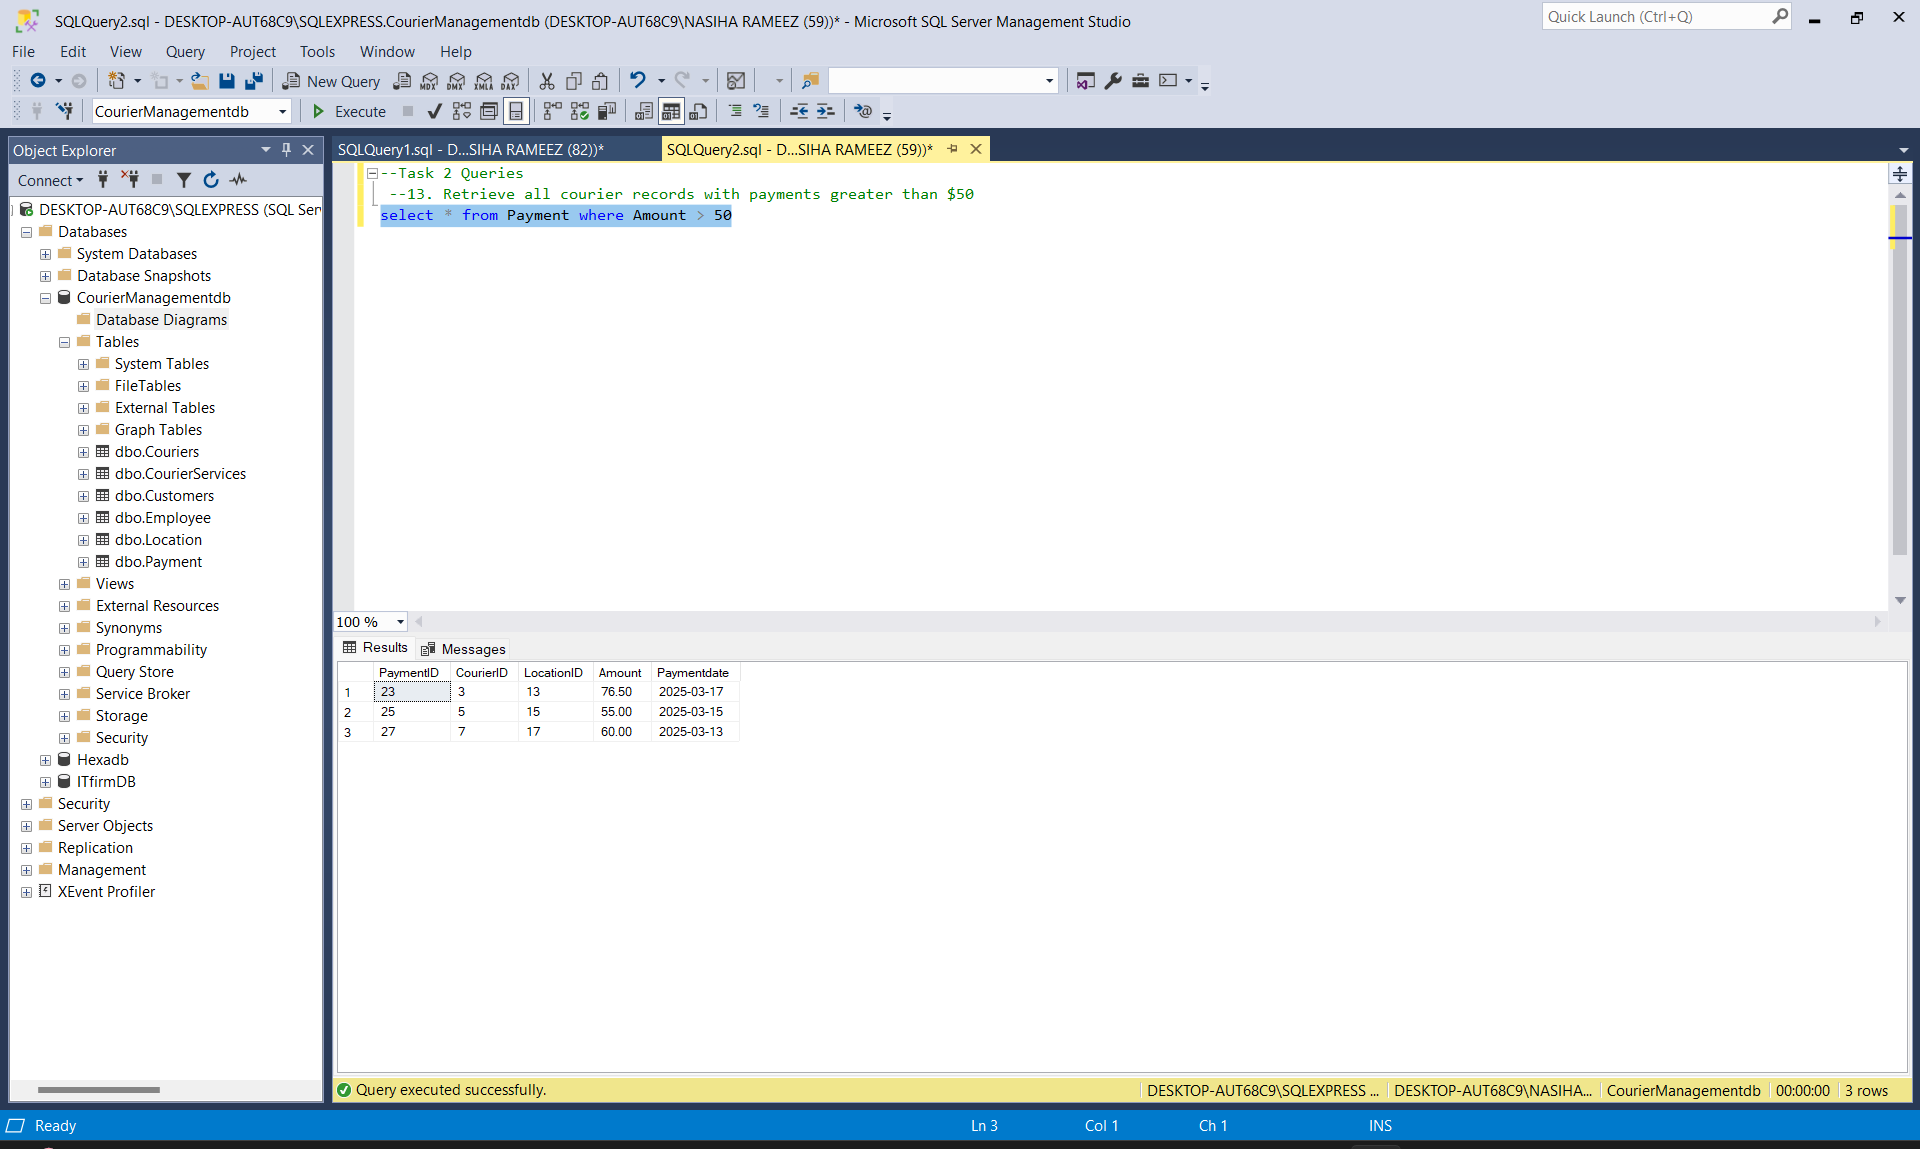 SQLQuery2.sql - DESKTOP-AUT68C9\SQLEXPRESS.CourierManagementdb (DESKTOP-AUT68C9\NASIHA RAMEEZ (59))* - Microsoft SQL Server Management Studio
Quick Launch (Ctrl+Q)
File Edit View Query Project Tools Window Help
New Query MDX DMX XMLA DAX
CourierManagementdb Execute
Object Explorer
SQLQuery1.sql - D...SIHA RAMEEZ (82))*
SQLQuery2.sql - D...SIHA RAMEEZ (59))*
Connect
DESKTOP-AUT68C9\SQLEXPRESS (SQL Ser
Databases
System Databases
Database Snapshots
CourierManagementdb
Database Diagrams
Tables
System Tables
FileTables
External Tables
Graph Tables
dbo.Couriers
dbo.CourierServices
dbo.Customers
dbo.Employee
dbo.Location
dbo.Payment
Views
External Resources
Synonyms
Programmability
Query Store
Service Broker
Storage
Security
Hexadb
ITfirmDB
Security
Server Objects
Replication
Management
XEvent Profiler
--Task 2 Queries
--13. Retrieve all courier records with payments greater than $50
select * from Payment where Amount > 50
100 %
Results Messages
PaymentID CourierID LocationID Amount Paymentdate
1 23 3 13 76.50 2025-03-17
2 25 5 15 55.00 2025-03-15
3 27 7 17 60.00 2025-03-13
Query executed successfully.
DESKTOP-AUT68C9\SQLEXPRESS ... DESKTOP-AUT68C9\NASIHA... CourierManagementdb 00:00:00 3 rows
Ready Ln 3 Col 1 Ch 1 INS